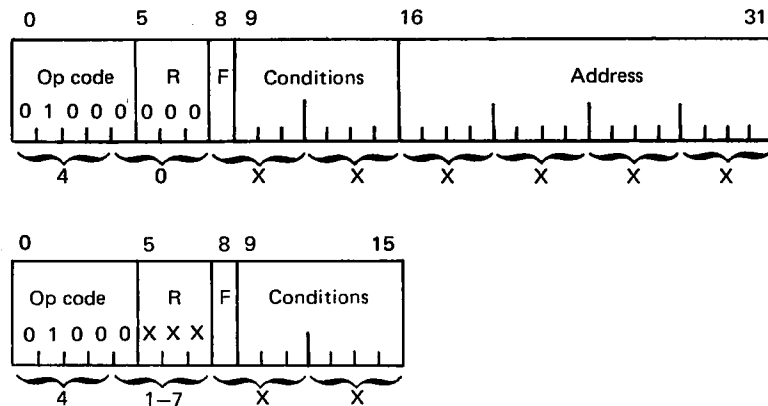 0 5 8 9 16 31
Op code R F Conditions Address
0 1 0 0 0 0 0 0
4 0 X X X X X X
0 5 8 9 15
Op code R F Conditions
0 1 0 0 0 X X X
4 1–7 X X